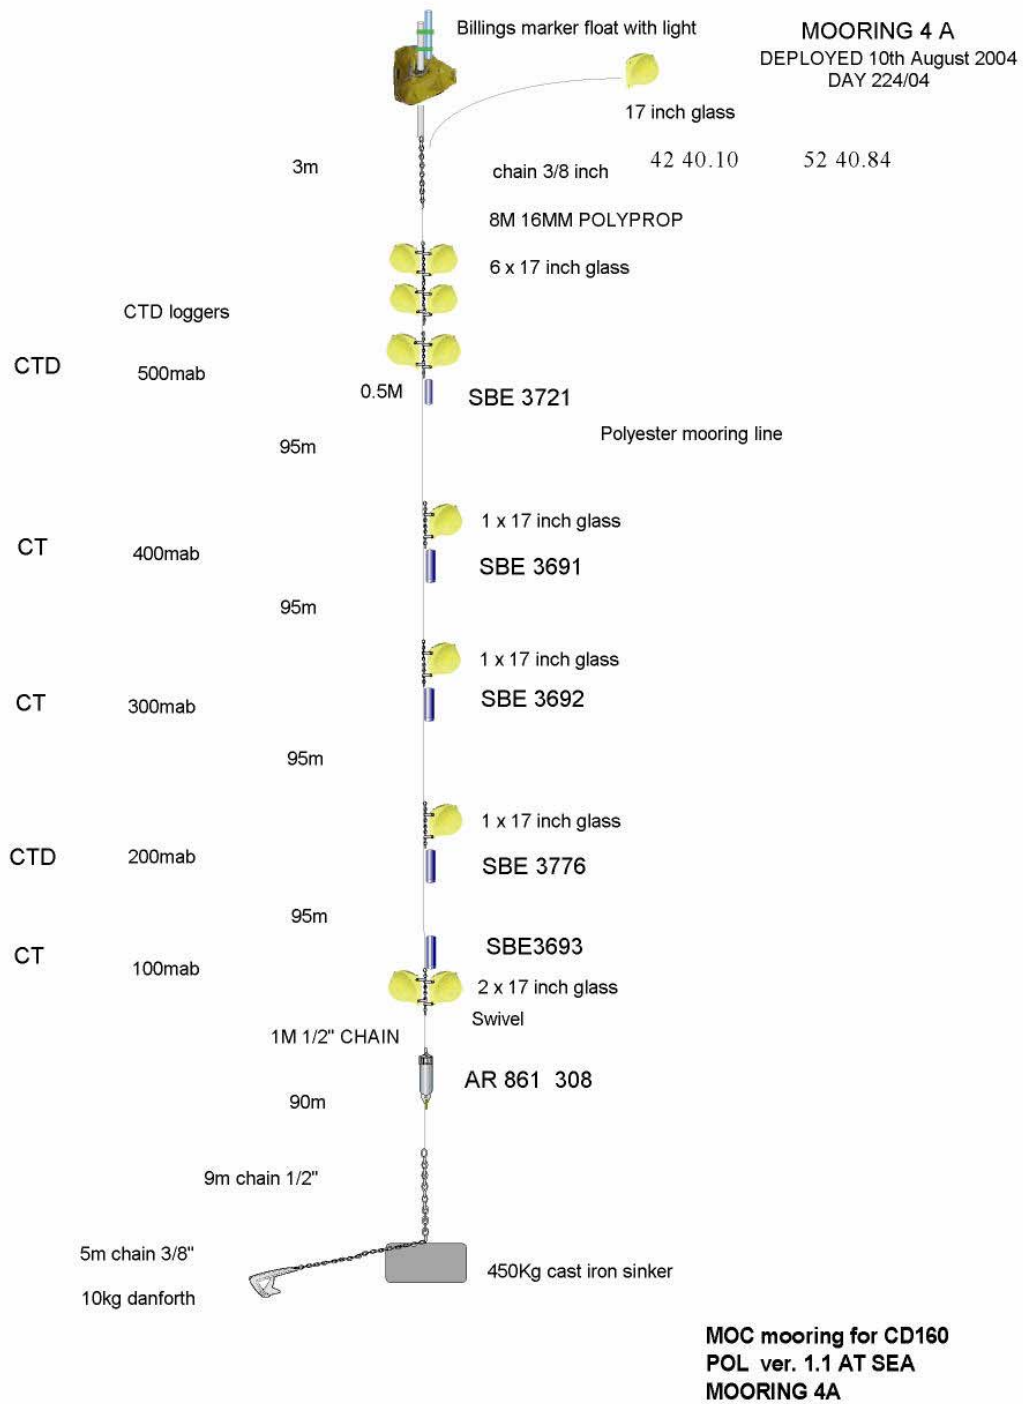 Billings marker float with light
MOORING 4 A
DEPLOYED 10th August 2004
DAY 224/04
17 inch glass
3m
chain 3/8 inch
42 40.10 52 40.84
8M 16MM POLYPROP
6 x 17 inch glass
CTD loggers
CTD
500mab
0.5M
SBE 3721
Polyester mooring line
95m
1 x 17 inch glass
CT
400mab
SBE 3691
95m
1 x 17 inch glass
CT
300mab
SBE 3692
95m
1 x 17 inch glass
CTD
200mab
SBE 3776
95m
SBE3693
CT
100mab
2 x 17 inch glass
Swivel
1M 1/2" CHAIN
AR 861 308
90m
9m chain 1/2"
5m chain 3/8"
450Kg cast iron sinker
10kg danforth
MOC mooring for CD160
POL ver. 1.1 AT SEA
MOORING 4A